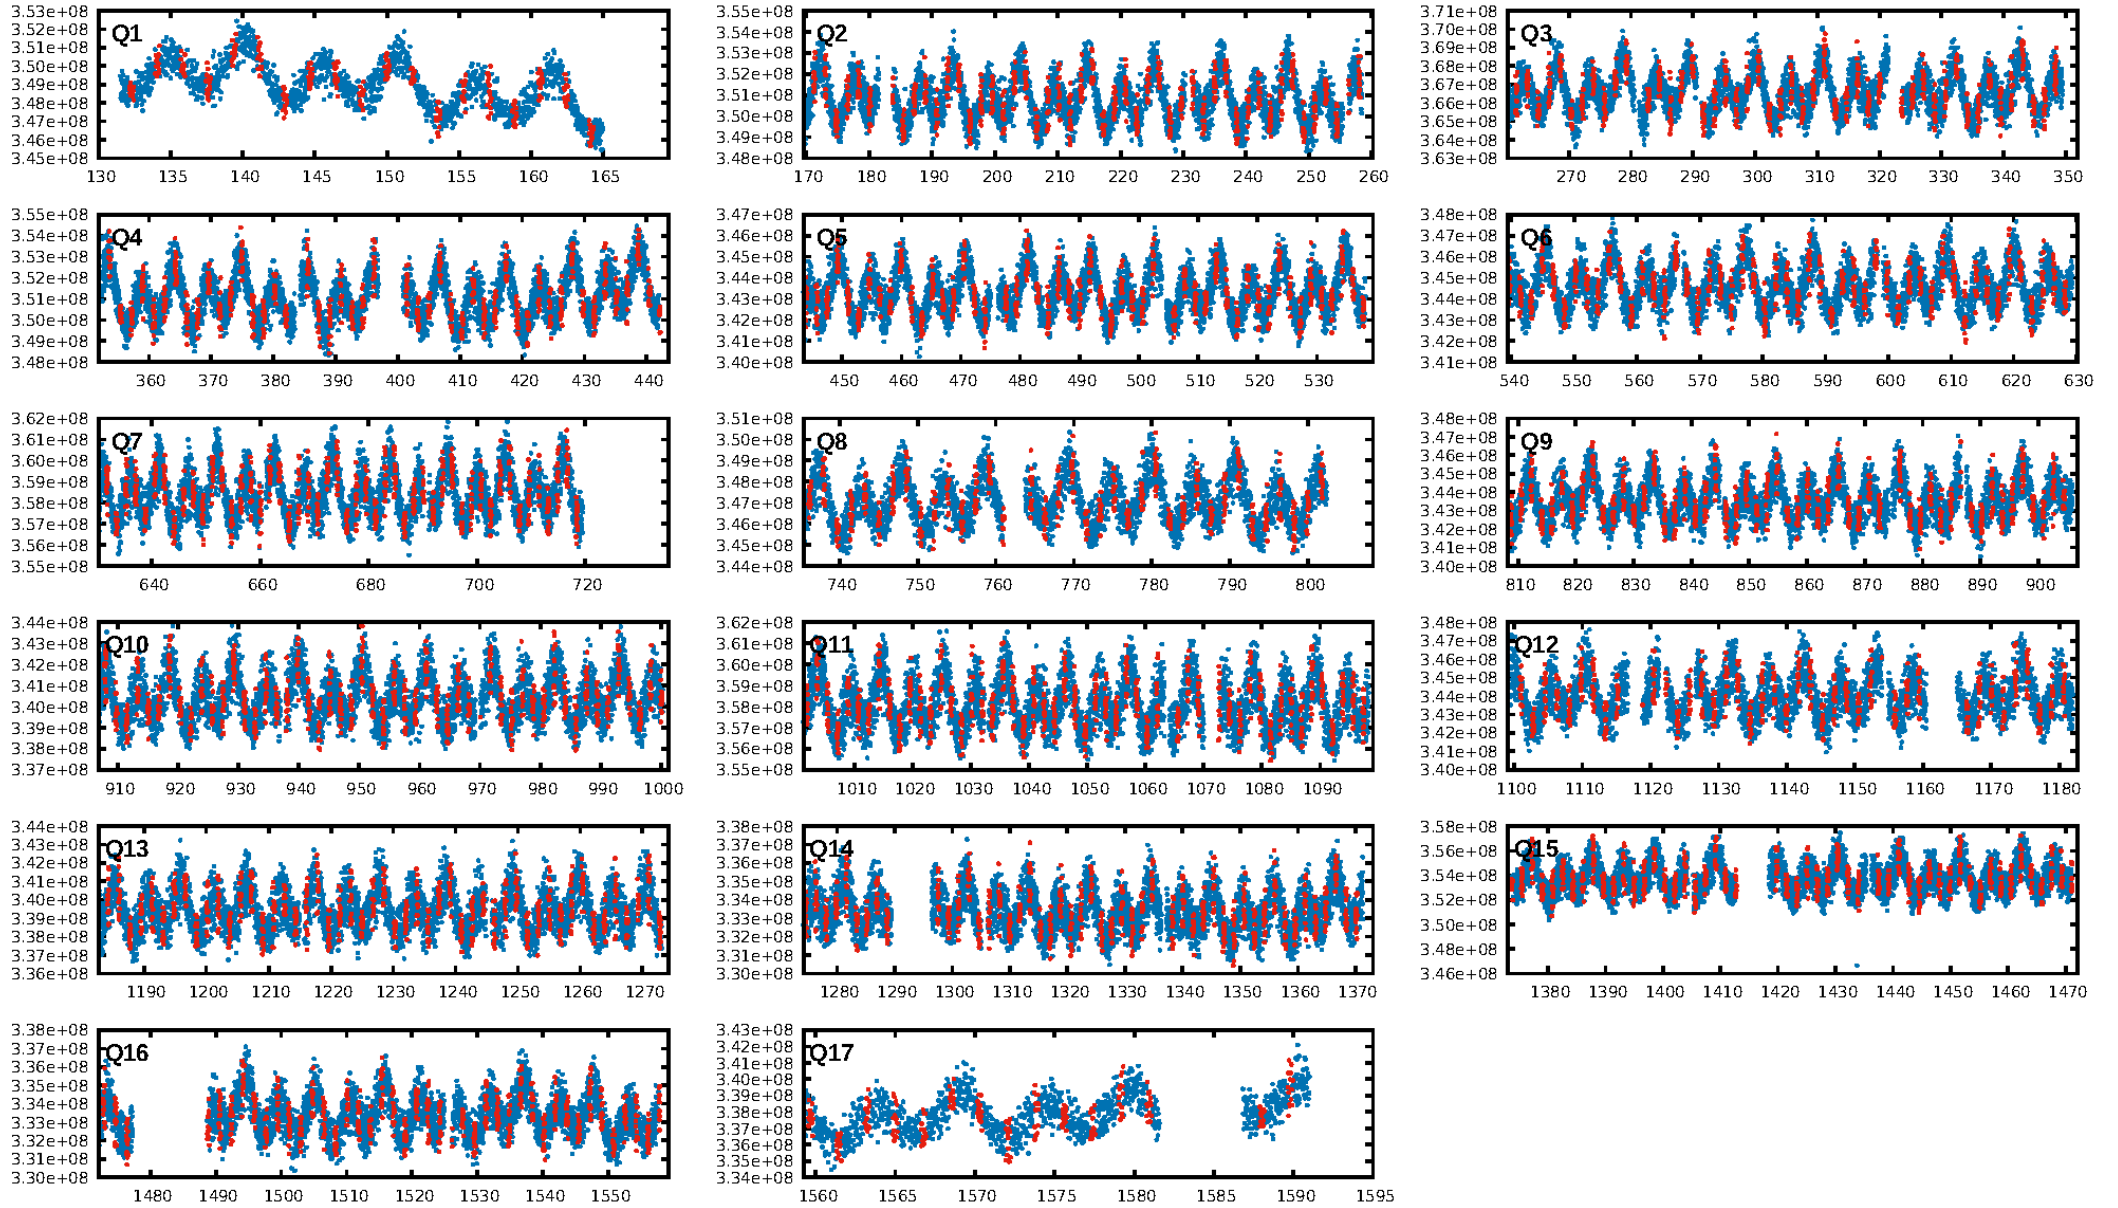 3.53e+08
3.52e+08
3.51e+08
3.50e+08
3.49e+08
3.48e+08
3.47e+08
3.46e+08
3.45e+08
Q1
130 135 140 145 150 155 160 165
3.55e+08
3.54e+08
3.53e+08
3.52e+08
3.51e+08
3.50e+08
3.49e+08
3.48e+08
Q2
170 180 190 200 210 220 230 240 250 260
3.71e+08
3.70e+08
3.69e+08
3.68e+08
3.67e+08
3.66e+08
3.65e+08
3.64e+08
3.63e+08
Q3
270 280 290 300 310 320 330 340 350
3.55e+08
3.54e+08
3.53e+08
3.52e+08
3.51e+08
3.50e+08
3.49e+08
3.48e+08
Q4
360 370 380 390 400 410 420 430 440
3.47e+08
3.46e+08
3.45e+08
3.44e+08
3.43e+08
3.42e+08
3.41e+08
3.40e+08
Q5
450 460 470 480 490 500 510 520 530
3.48e+08
3.47e+08
3.46e+08
3.45e+08
3.44e+08
3.43e+08
3.42e+08
3.41e+08
Q6
540 550 560 570 580 590 600 610 620 630
3.62e+08
3.61e+08
3.60e+08
3.59e+08
3.58e+08
3.57e+08
3.56e+08
3.55e+08
Q7
640 660 680 700 720
3.51e+08
3.50e+08
3.49e+08
3.48e+08
3.47e+08
3.46e+08
3.45e+08
3.44e+08
Q8
740 750 760 770 780 790 800
3.48e+08
3.47e+08
3.46e+08
3.45e+08
3.44e+08
3.43e+08
3.42e+08
3.41e+08
3.40e+08
Q9
810 820 830 840 850 860 870 880 890 900
3.44e+08
3.43e+08
3.42e+08
3.41e+08
3.40e+08
3.39e+08
3.38e+08
3.37e+08
Q10
910 920 930 940 950 960 970 980 990 1000
3.62e+08
3.61e+08
3.60e+08
3.59e+08
3.58e+08
3.57e+08
3.56e+08
3.55e+08
Q11
1010 1020 1030 1040 1050 1060 1070 1080 1090
3.48e+08
3.47e+08
3.46e+08
3.45e+08
3.44e+08
3.43e+08
3.42e+08
3.41e+08
3.40e+08
Q12
1100 1110 1120 1130 1140 1150 1160 1170 1180
3.44e+08
3.43e+08
3.42e+08
3.41e+08
3.40e+08
3.39e+08
3.38e+08
3.37e+08
3.36e+08
Q13
1190 1200 1210 1220 1230 1240 1250 1260 1270
3.38e+08
3.37e+08
3.36e+08
3.35e+08
3.34e+08
3.33e+08
3.32e+08
3.31e+08
3.30e+08
Q14
1280 1290 1300 1310 1320 1330 1340 1350 1360 1370
3.58e+08
3.56e+08
3.54e+08
3.52e+08
3.50e+08
3.48e+08
3.46e+08
Q15
1380 1390 1400 1410 1420 1430 1440 1450 1460 1470
3.38e+08
3.37e+08
3.36e+08
3.35e+08
3.34e+08
3.33e+08
3.32e+08
3.31e+08
3.30e+08
Q16
1480 1490 1500 1510 1520 1530 1540 1550
3.43e+08
3.42e+08
3.41e+08
3.40e+08
3.39e+08
3.38e+08
3.37e+08
3.36e+08
3.35e+08
3.34e+08
Q17
1560 1565 1570 1575 1580 1585 1590 1595